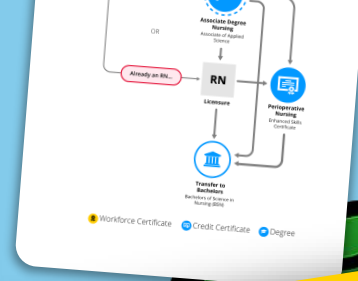 Associate Degree
Nursing
Associate of Applied
Science
OR
Already an RN...
RN
Licensure
Perioperative
Nursing
Enhanced Skills
Certificate
Transfer to
Bachelors
Bachelors of Science in
Nursing (BSN)
Workforce Certificate
Credit Certificate
Degree